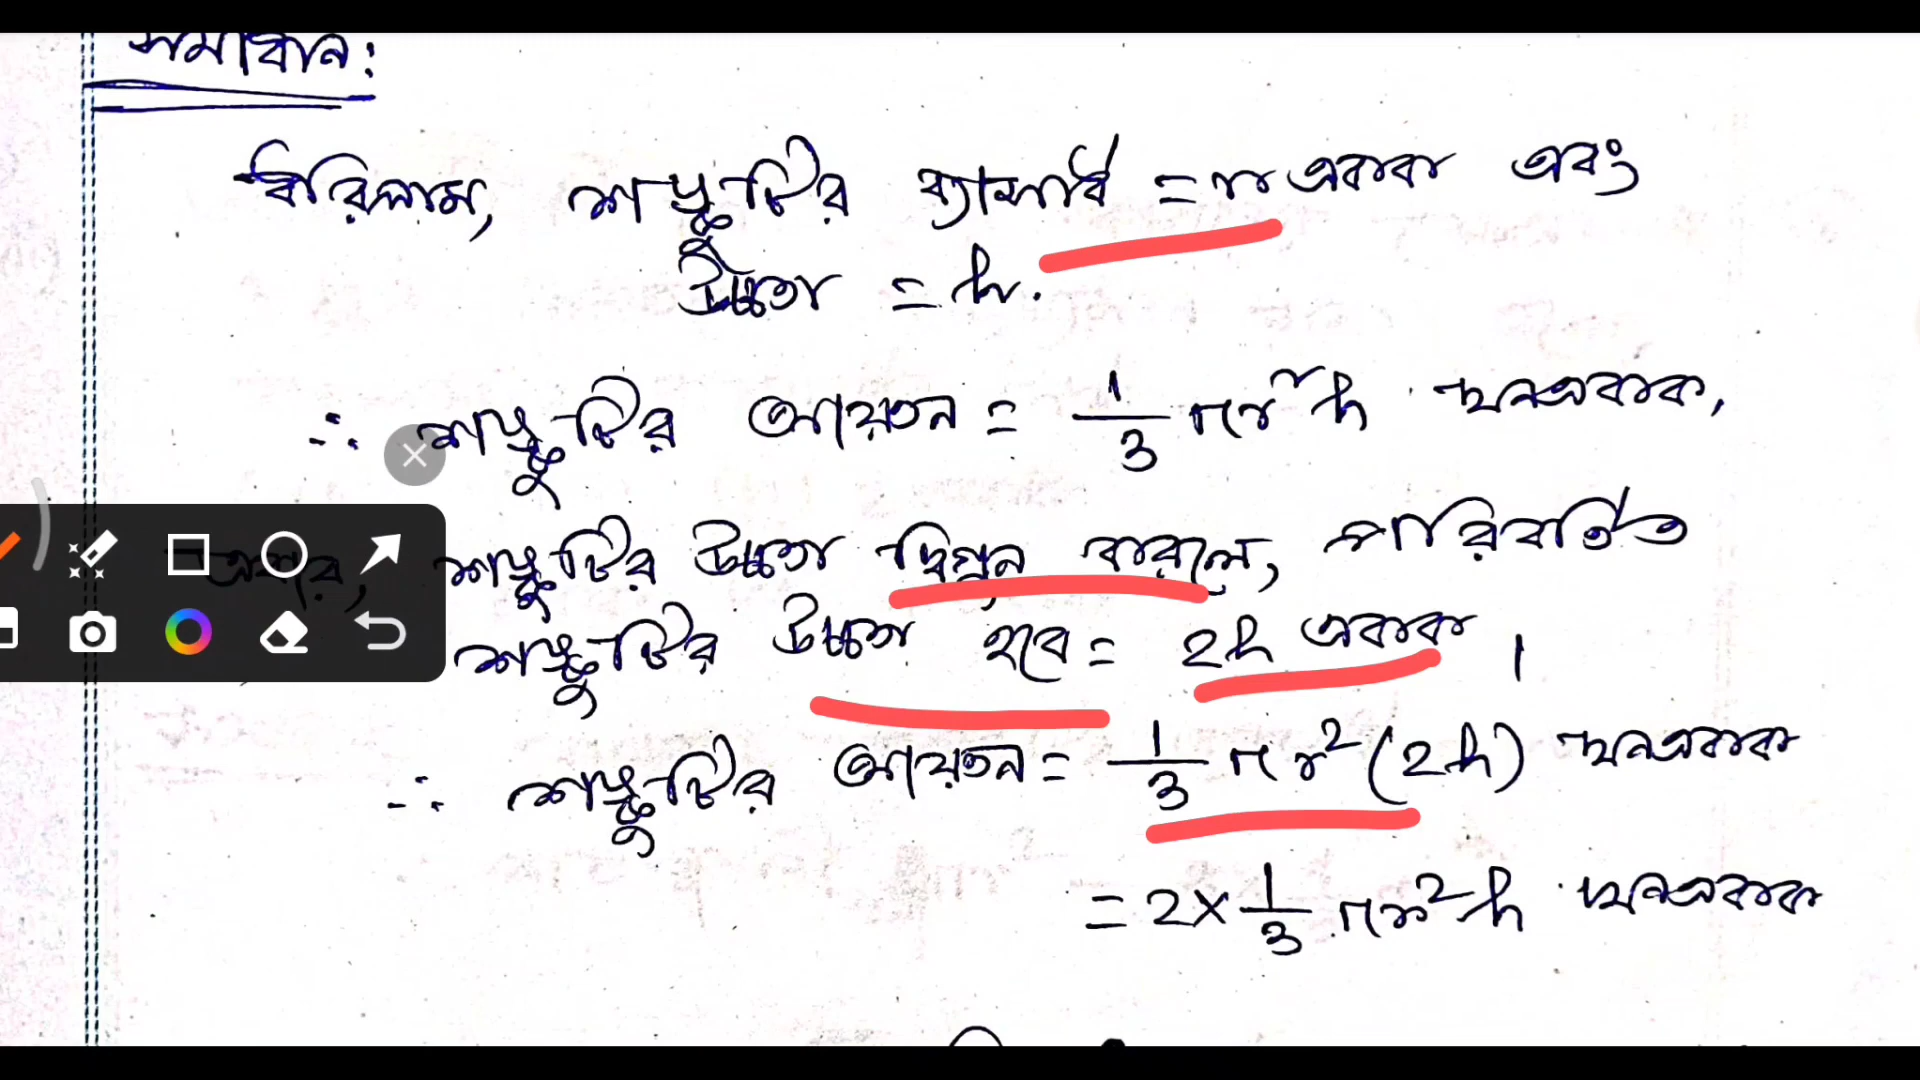 সমাধান:
ধরিলাম, শঙ্কুটির ব্যাসার্ধ = r একক এবং
উচ্চতা = h.
∴ শঙ্কুটির আয়তন = 1/3 πr²h ঘনএকক,
আবার, শঙ্কুটির উচ্চতা দ্বিগুন করলে, পরিবর্তিত
শঙ্কুটির উচ্চতা হবে = 2h একক ।
∴ শঙ্কুটির আয়তন = 1/3 πr²(2h) ঘনএকক
= 2 × 1/3 πr²h ঘনএকক